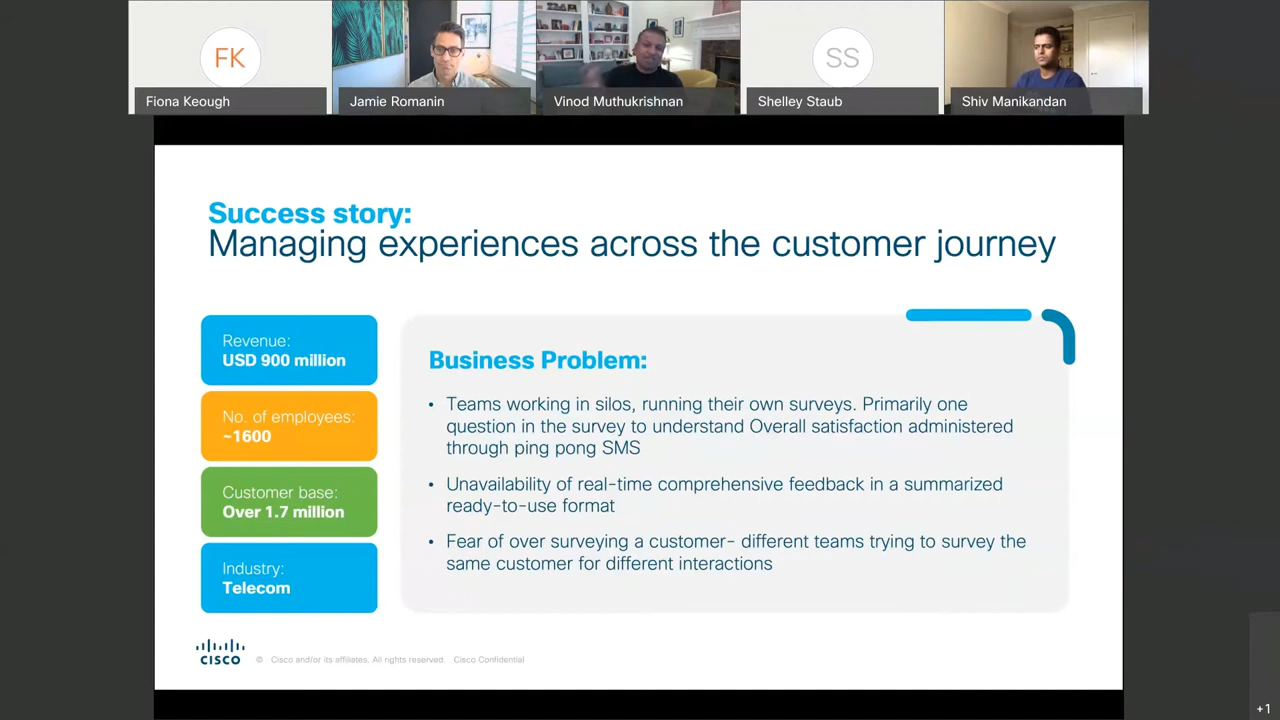 FK
SS
Fiona Keough
Jamie Romanin
Vinod Muthukrishnan
Shelley Staub
Shiv Manikandan
Success story:
Managing experiences across the customer journey
Revenue:
USD 900 million
No. of employees:
~1600
Customer base:
Over 1.7 million
Industry:
Telecom
Business Problem:
• Teams working in silos, running their own surveys. Primarily one
question in the survey to understand Overall satisfaction administered
through ping pong SMS
• Unavailability of real-time comprehensive feedback in a summarized
ready-to-use format
• Fear of over surveying a customer- different teams trying to survey the
same customer for different interactions
CISCO
© Cisco and/or its affiliates. All rights reserved. Cisco Confidential
+1